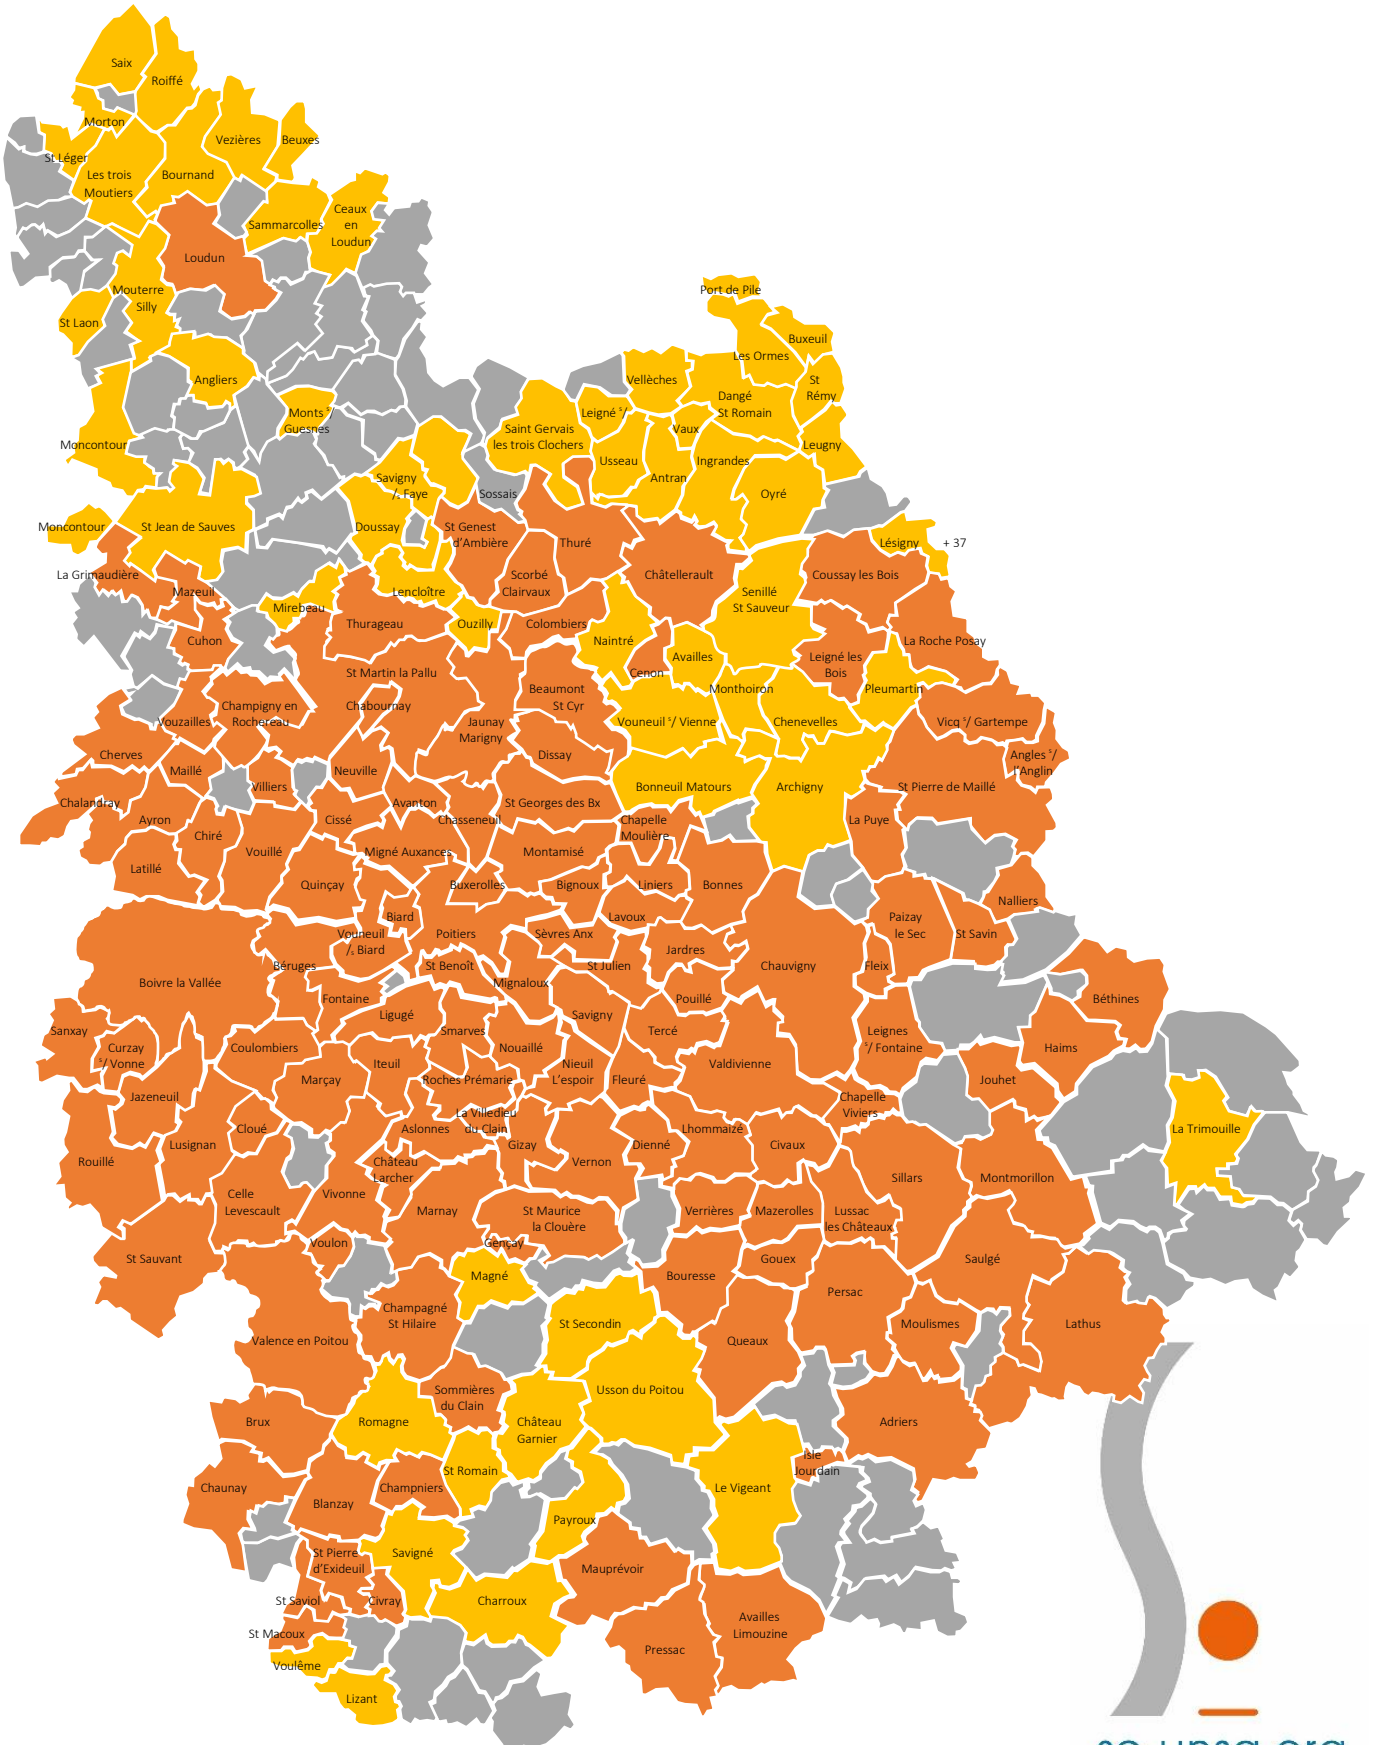 Saix
Roiffé
Morton
Vezières
Beuxes
St Léger
Les trois
Moutiers
Bournand
Ceaux
en
Loudun
Sammarcolles
Loudun
Mouterre
Silly
St Laon
Port de Pile
Buxeuil
Les Ormes
Angliers
Vellèches
St
Rémy
Dangé
St Romain
Monts s/
Guesnes
Leigné s/
Saint Gervais
les trois Clochers
Vaux
Moncontour
Leugny
Usseau
Ingrandes
Antran
Savigny
/s Faye
Sossais
Oyré
Moncontour
St Jean de Sauves
Doussay
St Genest
d'Ambière
Thuré
Lésigny
+ 37
La Grimaudière
Mazeuil
Scorbé
Clairvaux
Châtellerault
Coussay les Bois
Lencloître
Senillé
St Sauveur
Mirebeau
Thurageau
Ouzilly
Colombiers
Cuhon
Naintré
La Roche Posay
Availles
Leigné les
Bois
St Martin la Pallu
Cenon
Beaumont
St Cyr
Monthoiron
Pleumartin
Champigny en
Rochereau
Chabournay
Vouzailles
Jaunay
Marigny
Vouneuil s/ Vienne
Chenevelles
Vicq s/ Gartempe
Cherves
Dissay
Angles s/
l'Anglin
Maillé
Neuville
Villiers
Bonneuil Matours
Archigny
St Pierre de Maillé
Chalandray
Avanton
St Georges des Bx
Ayron
Cissé
Chasseneuil
Chapelle
Moulière
La Puye
Chiré
Vouillé
Migné Auxances
Montamisé
Latillé
Quinçay
Buxerolles
Bignoux
Liniers
Bonnes
Nalliers
Biard
Lavoux
Paizay
le Sec
Vouneuil
/s Biard
Poitiers
Sèvres Anx
St Savin
Jardres
Béruges
St Benoît
St Julien
Chauvigny
Fleix
Boivre la Vallée
Mignaloux
Fontaine
Pouillé
Béthines
Ligugé
Savigny
Sanxay
Smarves
Tercé
Leignes
s/ Fontaine
Curzay
s/ Vonne
Coulombiers
Nouaillé
Haims
Iteuil
Nieuil
L'espoir
Valdivienne
Marçay
Roches Prémarie
Fleuré
Jouhet
Jazeneuil
Chapelle
Viviers
La Villedieu
du Clain
Cloué
Aslonnes
Lhommaizé
La Trimouille
Lusignan
Gizay
Dienné
Civaux
Rouillé
Château
Larcher
Vernon
Sillars
Montmorillon
Celle
Levescault
Vivonne
Marnay
St Maurice
la Clouère
Verrières
Mazerolles
Lussac
les Châteaux
Voulon
Gençay
St Sauvant
Gouex
Saulgé
Magné
Bouresse
Persac
Champagné
St Hilaire
St Secondin
Moulismes
Lathus
Valence en Poitou
Queaux
Sommières
du Clain
Usson du Poitou
Brux
Romagne
Château
Garnier
Adriers
Isle
Jourdain
St Romain
Chaunay
Champniers
Le Vigeant
Blanzay
Payroux
St Pierre
d'Exideuil
Savigné
Mauprévoir
St Saviol
Civray
Charroux
Availles
Limouzine
St Macoux
Pressac
Voulême
Lizant